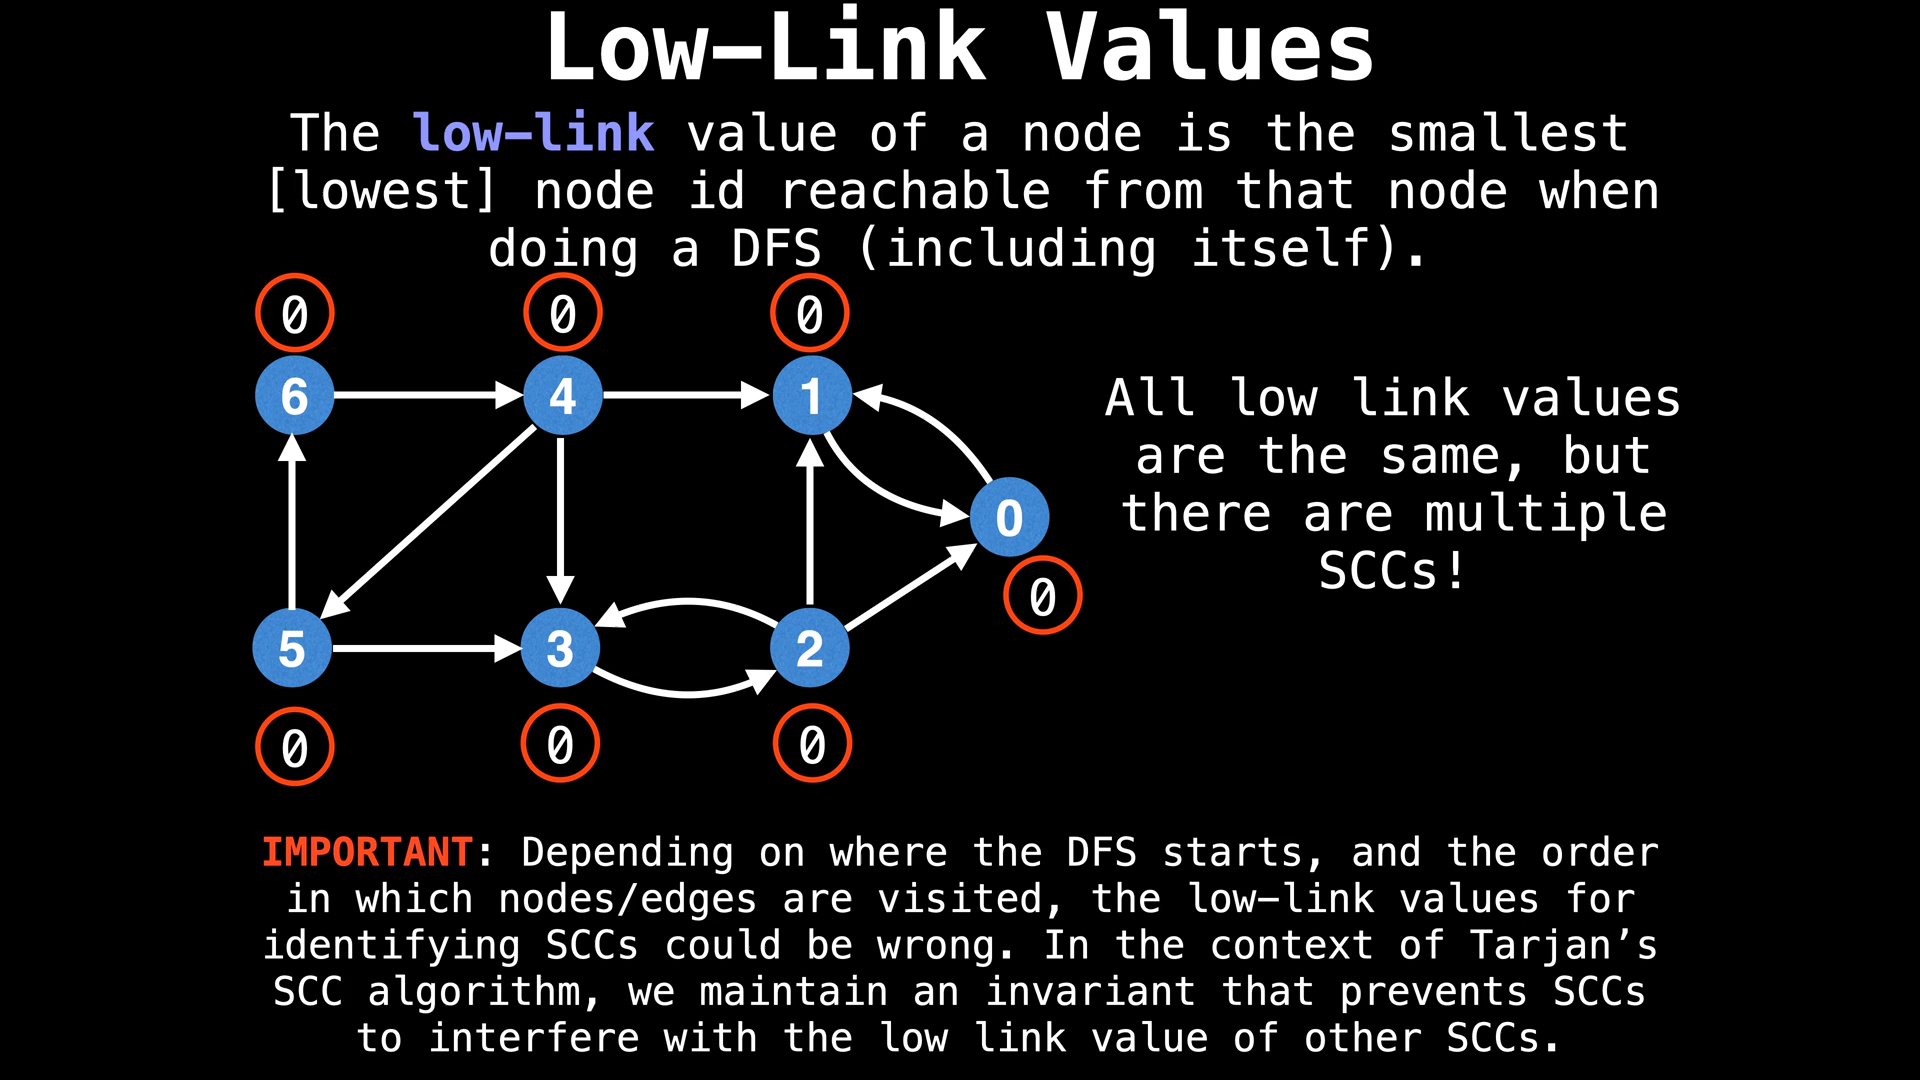 Low-Link Values
The low-link value of a node is the smallest
[lowest] node id reachable from that node when
doing a DFS (including itself).
0 0 0
6 4 1
All low link values
are the same, but
there are multiple
SCCs!
0
0
5 3 2
0 0 0
IMPORTANT: Depending on where the DFS starts, and the order
in which nodes/edges are visited, the low-link values for
identifying SCCs could be wrong. In the context of Tarjan’s
SCC algorithm, we maintain an invariant that prevents SCCs
to interfere with the low link value of other SCCs.